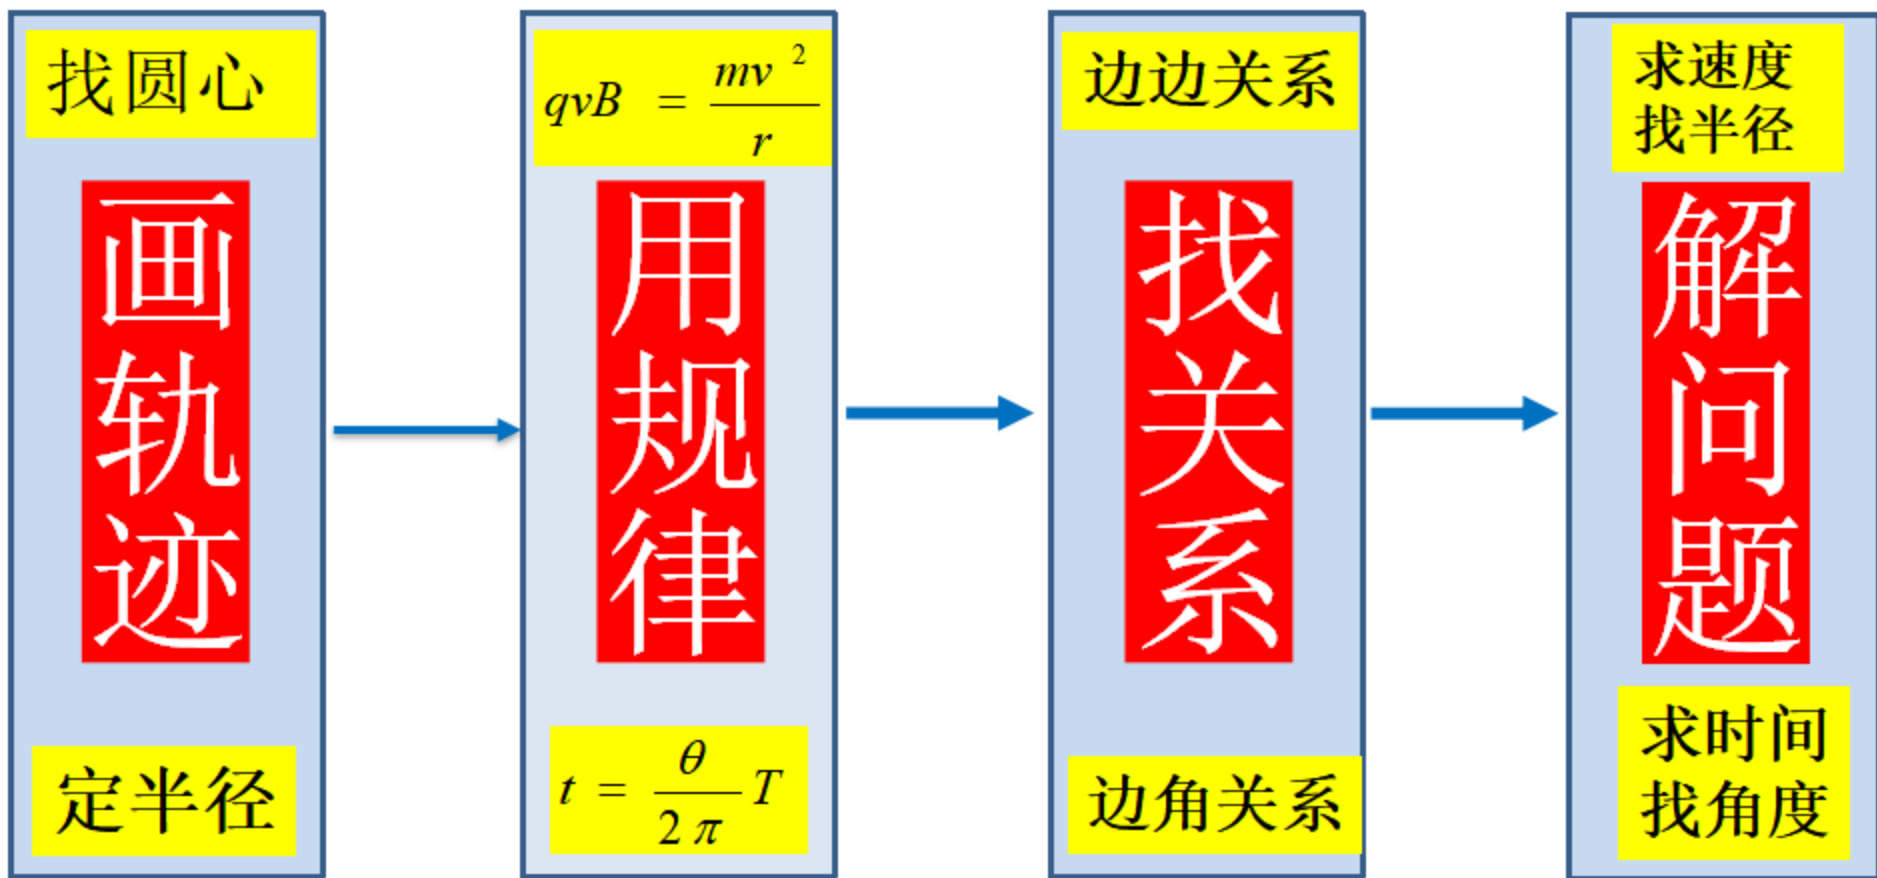 找圆心
画轨迹
定半径
qvB = mv²/r
用规律
t = θ/2π T
边边关系
找关系
边角关系
求速度
找半径
解问题
求时间
找角度